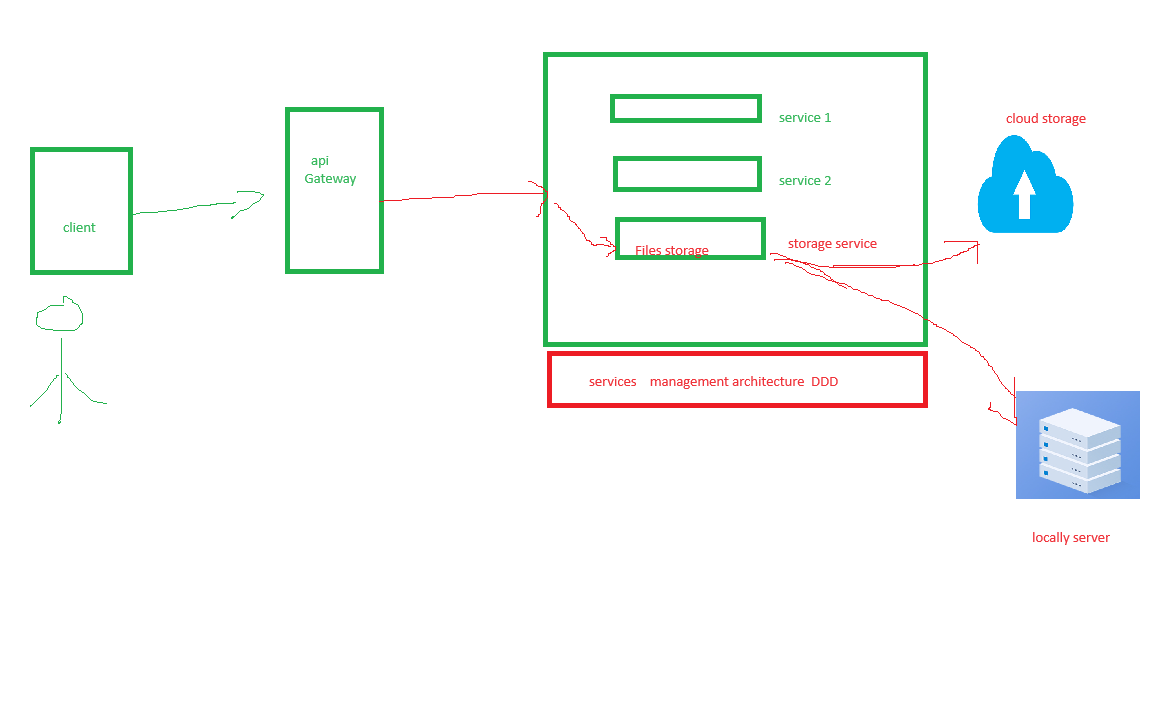 client
api
Gateway
service 1
service 2
Files storage
storage service
services management architecture DDD
cloud storage
locally server